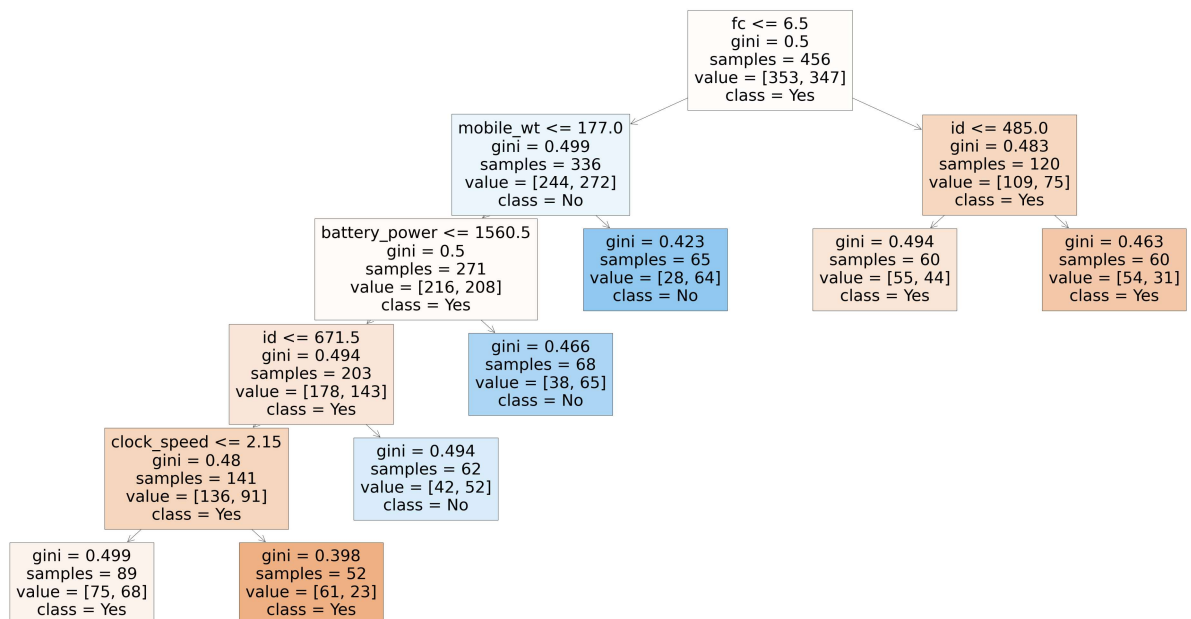 fc <= 6.5
gini = 0.5
samples = 456
value = [353, 347]
class = Yes
mobile_wt <= 177.0
gini = 0.499
samples = 336
value = [244, 272]
class = No
id <= 485.0
gini = 0.483
samples = 120
value = [109, 75]
class = Yes
battery_power <= 1560.5
gini = 0.5
samples = 271
value = [216, 208]
class = Yes
gini = 0.423
samples = 65
value = [28, 64]
class = No
gini = 0.494
samples = 60
value = [55, 44]
class = Yes
gini = 0.463
samples = 60
value = [54, 31]
class = Yes
id <= 671.5
gini = 0.494
samples = 203
value = [178, 143]
class = Yes
gini = 0.466
samples = 68
value = [38, 65]
class = No
clock_speed <= 2.15
gini = 0.48
samples = 141
value = [136, 91]
class = Yes
gini = 0.494
samples = 62
value = [42, 52]
class = No
gini = 0.499
samples = 89
value = [75, 68]
class = Yes
gini = 0.398
samples = 52
value = [61, 23]
class = Yes